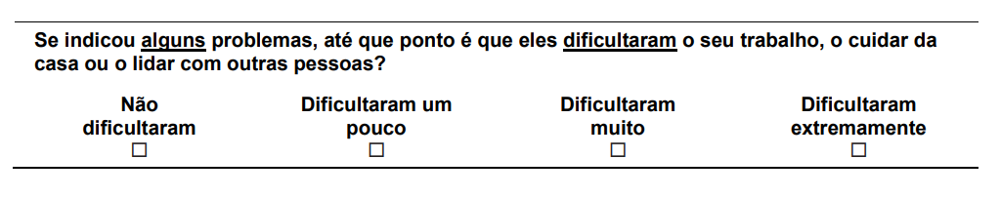 Se indicou alguns problemas, até que ponto é que eles dificultaram o seu trabalho, o cuidar da
casa ou o lidar com outras pessoas?
Não dificultaram
Dificultaram um pouco
Dificultaram muito
Dificultaram extremamente